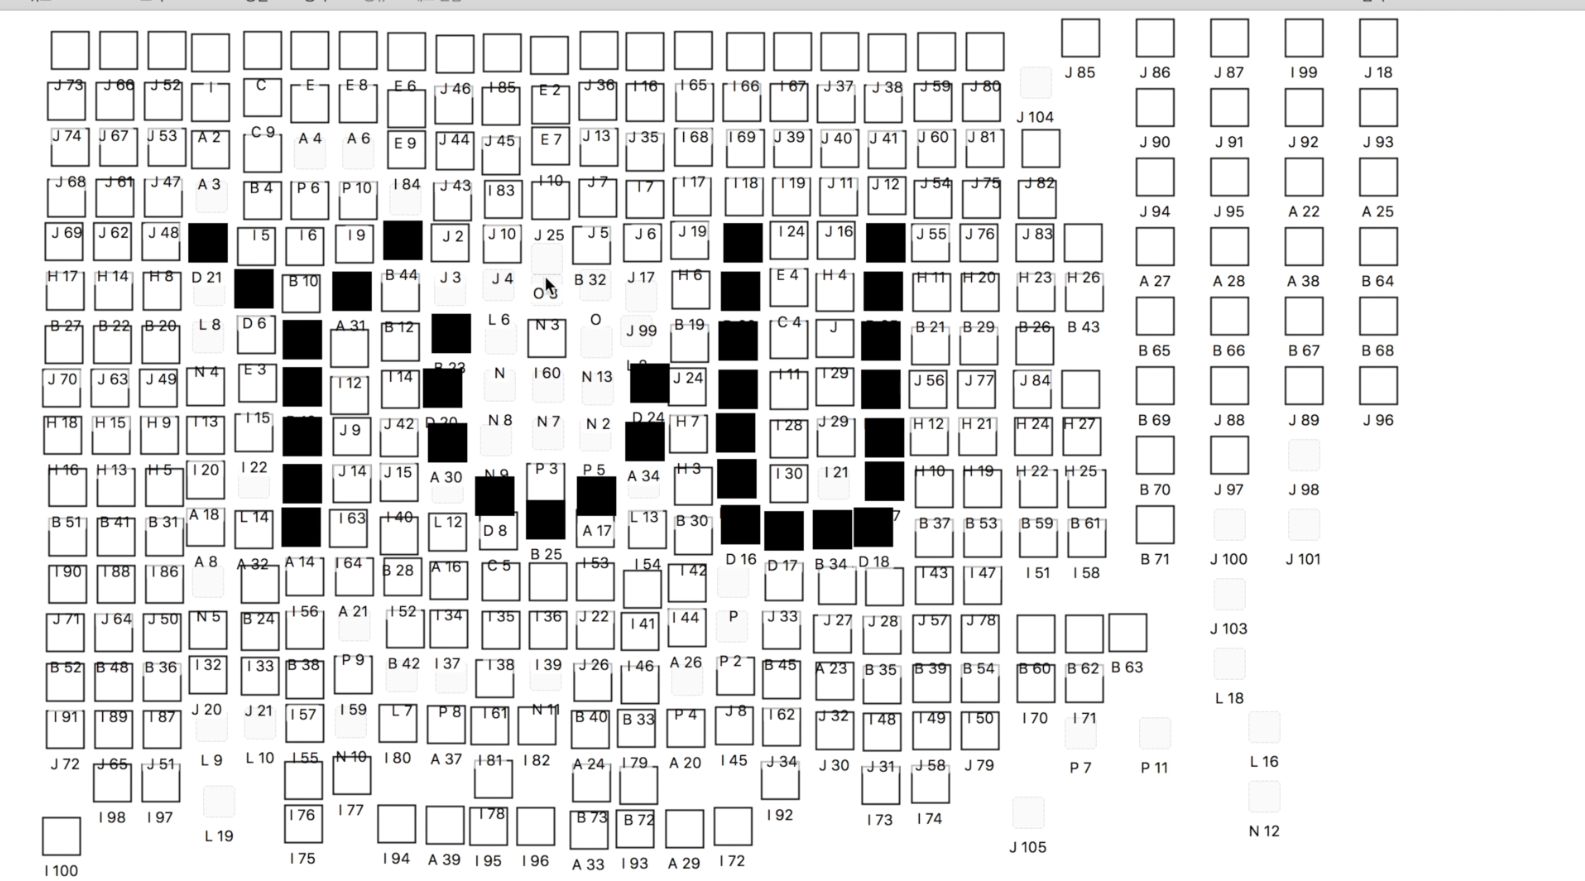 J 85 J 86 J 87 I 99 J 18
J 73 J 66 J 52 I C E E 8 E 6 J 46 I 85 E 2 J 36 I 16 I 65 I 66 I 67 J 37 J 38 J 59 J 80
J 104
J 74 J 67 J 53 A 2 C 9 A 4 A 6 E 9 J 44 J 45 E 7 J 13 J 35 I 68 I 69 J 39 J 40 J 41 J 60 J 81 J 90 J 91 J 92 J 93
J 68 J 61 J 47 A 3 B 4 P 6 P 10 I 84 J 43 I 83 I 10 J 7 I 7 I 17 I 18 I 19 J 11 J 12 J 54 J 75 J 82
J 94 J 95 A 22 A 25
J 69 J 62 J 48 I 5 I 6 I 9 J 2 J 10 J 25 J 5 J 6 J 19 I 24 J 16 J 55 J 76 J 83
H 17 H 14 H 8 D 21 B 10 B 44 J 3 J 4 B 32 J 17 H 6 E 4 H 4 H 11 H 20 H 23 H 26 A 27 A 28 A 38 B 64
B 27 B 22 B 20 L 8 D 6 A 31 B 12 L 6 N 3 O J 99 B 19 C 4 J B 21 B 29 B 26 B 43
B 65 B 66 B 67 B 68
J 70 J 63 J 49 N 4 E 3 I 12 I 14 N I 60 N 13 J 24 I 11 I 29 J 56 J 77 J 84
H 18 H 15 H 9 I 13 I 15 J 9 J 42 N 8 N 7 N 2 D 24 H 7 I 28 J 29 H 12 H 21 H 24 H 27 B 69 J 88 J 89 J 96
H 16 H 13 H 5 I 20 I 22 J 14 J 15 A 30 N 9 P 3 P 5 A 34 H 3 I 30 I 21 H 10 H 19 H 22 H 25
B 70 J 97 J 98
B 51 B 41 B 31 A 18 L 14 I 63 I 40 L 12 D 8 A 17 L 13 B 30 7 B 37 B 53 B 59 B 61
B 25 D 16 D 17 B 34 D 18 B 71 J 100 J 101
I 90 I 88 I 86 A 8 A 32 A 14 I 64 B 28 A 16 C 5 I 53 I 54 I 42 I 43 I 47 I 51 I 58
J 71 J 64 J 50 N 5 B 24 I 56 A 21 I 52 I 34 I 35 I 36 J 22 I 41 I 44 P J 33 J 27 J 28 J 57 J 78 J 103
B 52 B 48 B 36 I 32 I 33 B 38 P 9 B 42 I 37 I 38 I 39 J 26 I 46 A 26 P 2 B 45 A 23 B 35 B 39 B 54 B 60 B 62 B 63
L 18
I 91 I 89 I 87 J 20 J 21 I 57 I 59 L 7 P 8 I 61 N 11 B 40 B 33 P 4 J 8 I 62 J 32 I 48 I 49 I 50 I 70 I 71
J 72 J 65 J 51 L 9 L 10 I 55 N 10 I 80 A 37 I 81 I 82 A 24 I 79 A 20 I 45 J 34 J 30 J 31 J 58 J 79 P 7 P 11 L 16
I 98 I 97 L 19 I 76 I 77 I 78 B 73 B 72 I 92 I 73 I 74 N 12
I 100 I 75 I 94 A 39 I 95 I 96 A 33 I 93 A 29 I 72 J 105